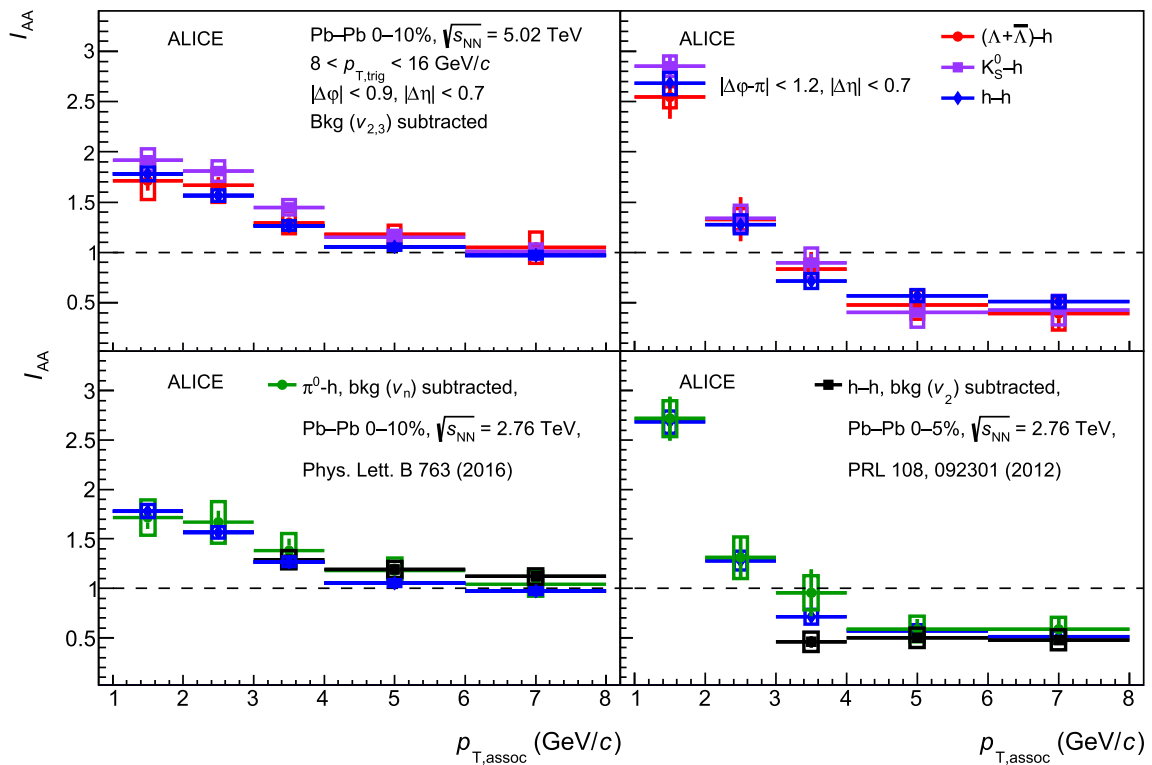 I_AA
ALICE
Pb–Pb 0–10%, √s_NN = 5.02 TeV
8 < p_T,trig < 16 GeV/c
|Δφ| < 0.9, |Δη| < 0.7
Bkg (v_2,3) subtracted
3
2.5
2
1.5
1
0.5
|Δφ-π| < 1.2, |Δη| < 0.7
(Λ+Λ̅)–h
K⁰_S–h
h–h
I_AA
ALICE
π⁰-h, bkg (v_n) subtracted,
Pb–Pb 0–10%, √s_NN = 2.76 TeV,
Phys. Lett. B 763 (2016)
3
2.5
2
1.5
1
0.5
ALICE
h–h, bkg (v_2) subtracted,
Pb–Pb 0–5%, √s_NN = 2.76 TeV,
PRL 108, 092301 (2012)
1 2 3 4 5 6 7 8
1 2 3 4 5 6 7 8
p_T,assoc (GeV/c)
p_T,assoc (GeV/c)